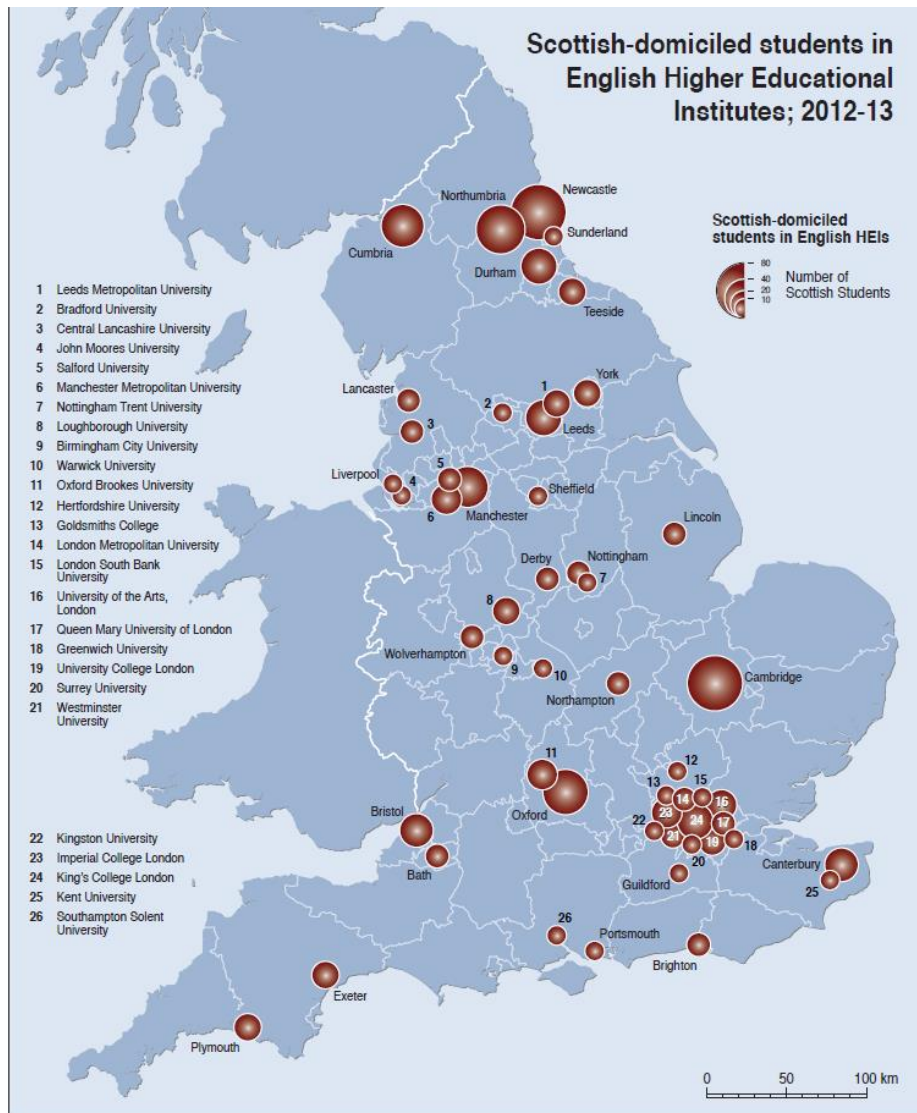 Scottish-domiciled students in
English Higher Educational
Institutes; 2012-13
Newcastle
Northumbria
Sunderland
Cumbria
Durham
Teeside
Scottish-domiciled
students in English HEIs
80
40
20
10
Number of
Scottish Students
1 Leeds Metropolitan University
2 Bradford University
3 Central Lancashire University
4 John Moores University
5 Salford University
6 Manchester Metropolitan University
7 Nottingham Trent University
8 Loughborough University
9 Birmingham City University
10 Warwick University
11 Oxford Brookes University
12 Hertfordshire University
13 Goldsmiths College
14 London Metropolitan University
15 London South Bank
University
16 University of the Arts,
London
17 Queen Mary University of London
18 Greenwich University
19 University College London
20 Surrey University
21 Westminster
University
22 Kingston University
23 Imperial College London
24 King's College London
25 Kent University
26 Southampton Solent
University
York
Lancaster
1
2
Leeds
3
Liverpool
5
4
6
Manchester
Sheffield
Lincoln
Derby
Nottingham
7
8
Wolverhampton
9
10
Northampton
Cambridge
11
Oxford
12
13
15
14
16
23
24
17
22
21
19
18
20
Bristol
Bath
Guildford
Canterbury
25
26
Portsmouth
Brighton
Exeter
Plymouth
0 50 100 km